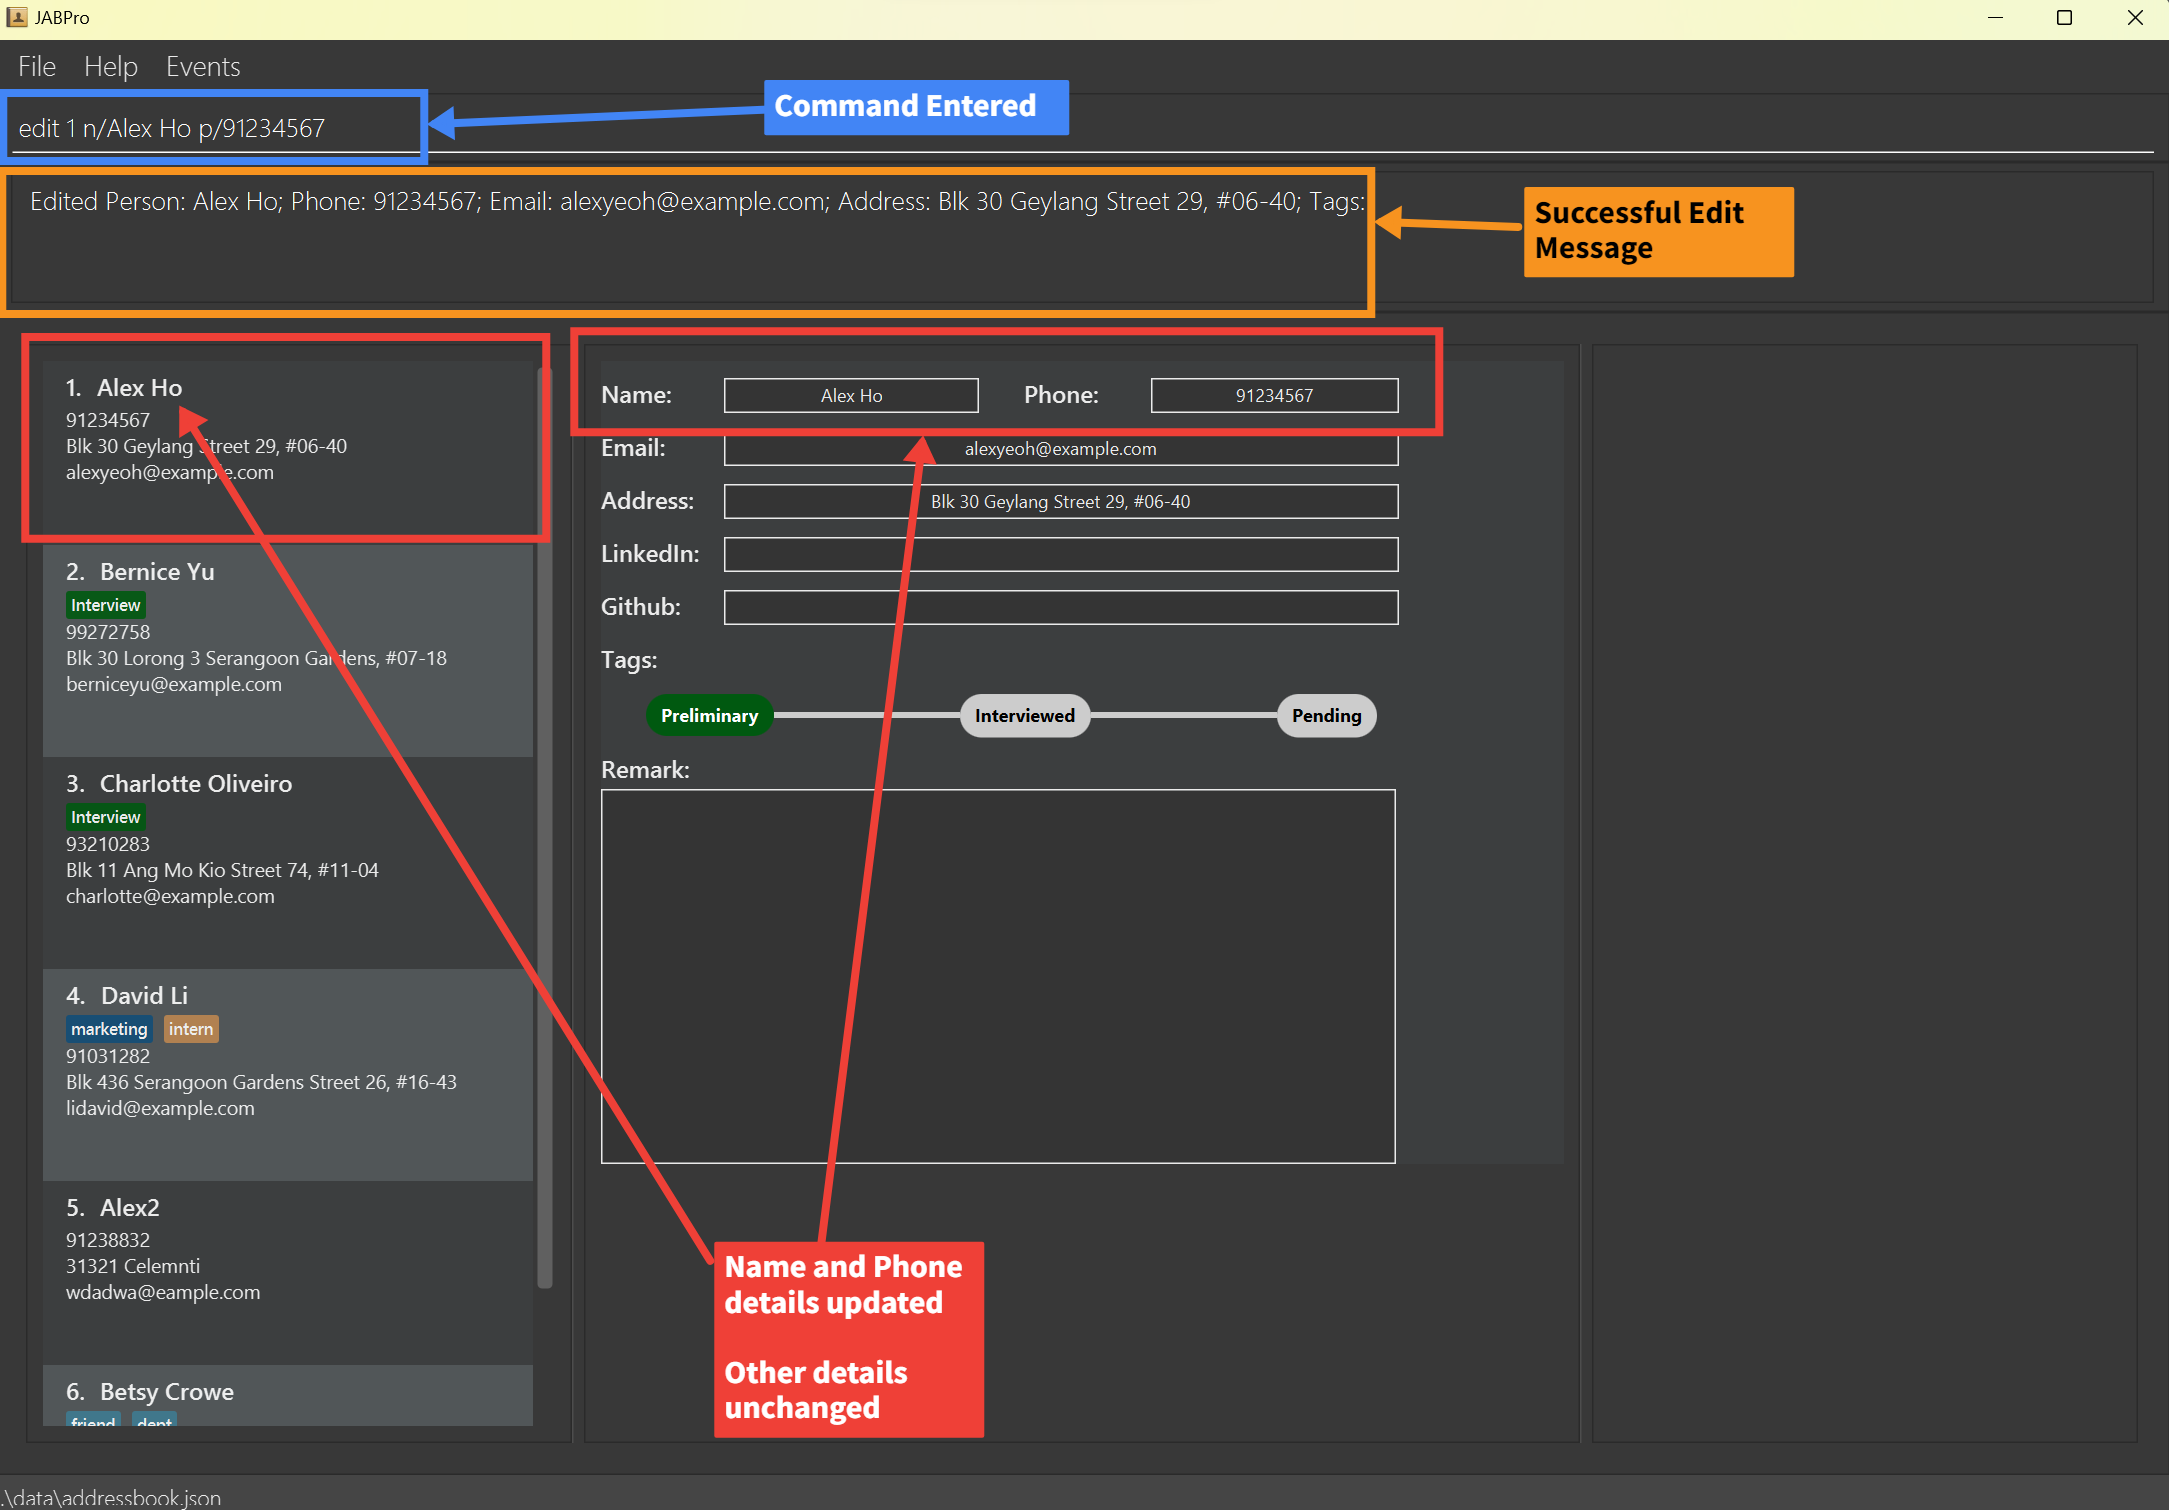 JABPro
File Help Events
edit 1 n/Alex Ho p/91234567
Command Entered
Edited Person: Alex Ho; Phone: 91234567; Email: alexyeoh@example.com; Address: Blk 30 Geylang Street 29, #06-40; Tags:
Successful Edit
Message
1. Alex Ho
91234567
Blk 30 Geylang Street 29, #06-40
alexyeoh@example.com
2. Bernice Yu
Interview
99272758
Blk 30 Lorong 3 Serangoon Gardens, #07-18
berniceyu@example.com
3. Charlotte Oliveiro
Interview
93210283
Blk 11 Ang Mo Kio Street 74, #11-04
charlotte@example.com
4. David Li
marketing intern
91031282
Blk 436 Serangoon Gardens Street 26, #16-43
lidavid@example.com
5. Alex2
91238832
31321 Celemnti
wdadwa@eample.com
6. Betsy Crowe
friend dept
Name: Alex Ho Phone: 91234567
Email: alexyeoh@example.com
Address: Blk 30 Geylang Street 29, #06-40
LinkedIn:
Github:
Tags:
Preliminary Interviewed Pending
Remark:
Name and Phone
details updated
Other details
unchanged
.\data\addressbook.json